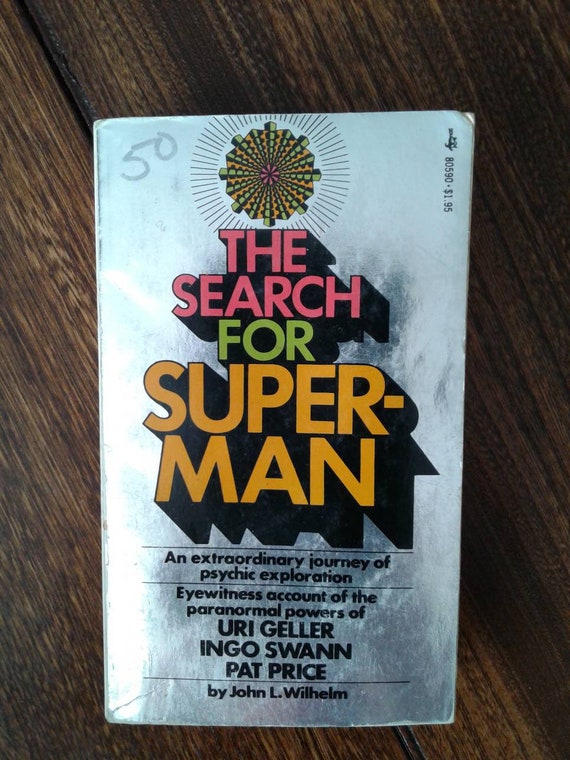 50
80590 • $1.95
THE
SEARCH
FOR
SUPER-
MAN
An extraordinary journey of
psychic exploration
Eyewitness account of the
paranormal powers of
URI GELLER
INGO SWANN
PAT PRICE
by John L. Wilhelm